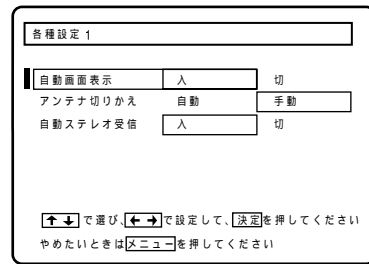 各種設定 1
自動画面表示 入 切
アンテナ切りかえ 自動 手動
自動ステレオ受信 入 切
↑ ↓ で選び、← → で設定して、決定を押してください
やめたいときはメニューを押してください